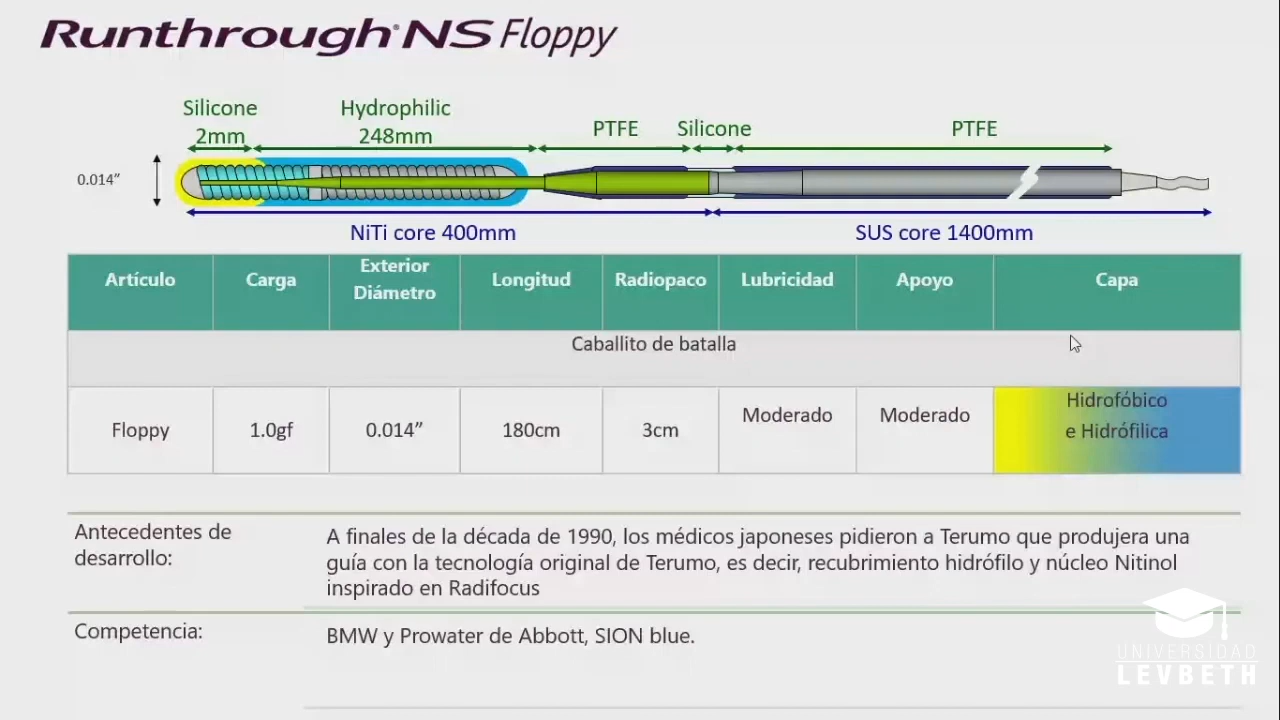 Runthrough® NS Floppy
Silicone
2mm
Hydrophilic
248mm
PTFE
Silicone
PTFE
0.014”
NiTi core 400mm
SUS core 1400mm
Artículo
Carga
Exterior
Diámetro
Longitud
Radiopaco
Lubricidad
Apoyo
Capa
Caballito de batalla
Floppy
1.0gf
0.014”
180cm
3cm
Moderado
Moderado
Hidrofóbico
e Hidrófilica
Antecedentes de
desarrollo:
A finales de la década de 1990, los médicos japoneses pidieron a Terumo que produjera una
guía con la tecnología original de Terumo, es decir, recubrimiento hidrófilo y núcleo Nitinol
inspirado en Radifocus
Competencia:
BMW y Prowater de Abbott, SION blue.
UNIVERSIDAD
LEVBETH